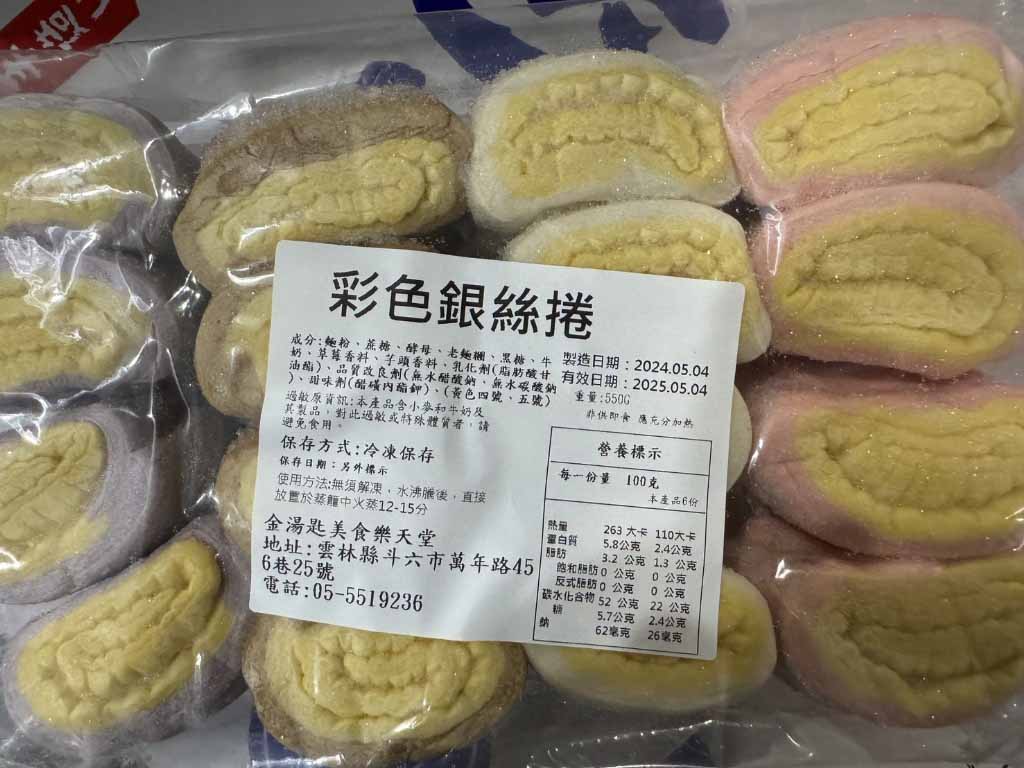 彩色銀絲捲
成分:麵粉、蔗糖、酵母、老麵糰、黑糖、牛
奶、草莓香料、芋頭香料、乳化劑(脂肪酸甘
油酯)、品質改良劑(無水醋酸鈉、無水碳酸鈉
)、甜味劑(醋磺內酯鉀)、(黃色四號、五號)
過敏原資訊:本產品含小麥和牛奶及
其製品,對此過敏或特殊體質者,請
避免食用。
保存方式:冷凍保存
保存日期:另外標示
使用方法:無須解凍,水沸騰後,直接
放置於蒸籠中火蒸12-15分
金湯匙美食樂天堂
地址:雲林縣斗六市萬年路45
6巷25號
電話:05-5519236
製造日期:2024.05.04
有效日期:2025.05.04
重量:550G
非供即食 應充分加熱
營養標示
每一份量 100克
本產品6份
熱量 263 大卡 110大卡
蛋白質 5.8公克 2.4公克
脂肪 3.2 公克 1.3 公克
飽和脂肪 0 公克 0 公克
反式脂肪 0 公克 0 公克
碳水化合物 52 公克 22 公克
糖 5.7公克 2.4公克
鈉 62毫克 26毫克